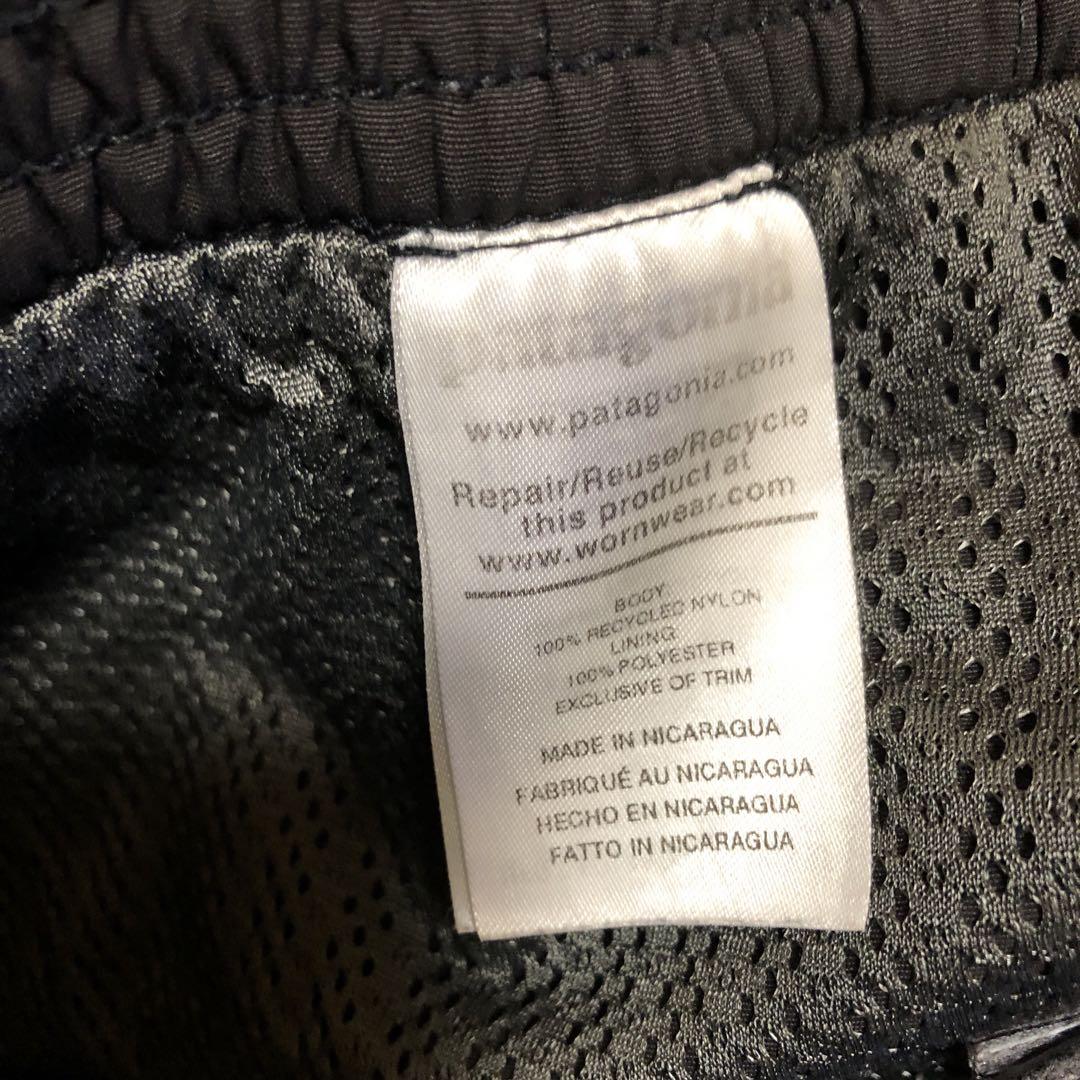 patagonia
www.patagonia.com
Repair/Reuse/Recycle
this product at
www.wornwear.com
BODY
100% RECYCLED NYLON
LINING
100% POLYESTER
EXCLUSIVE OF TRIM
MADE IN NICARAGUA
FABRIQUÉ AU NICARAGUA
HECHO EN NICARAGUA
FATTO IN NICARAGUA